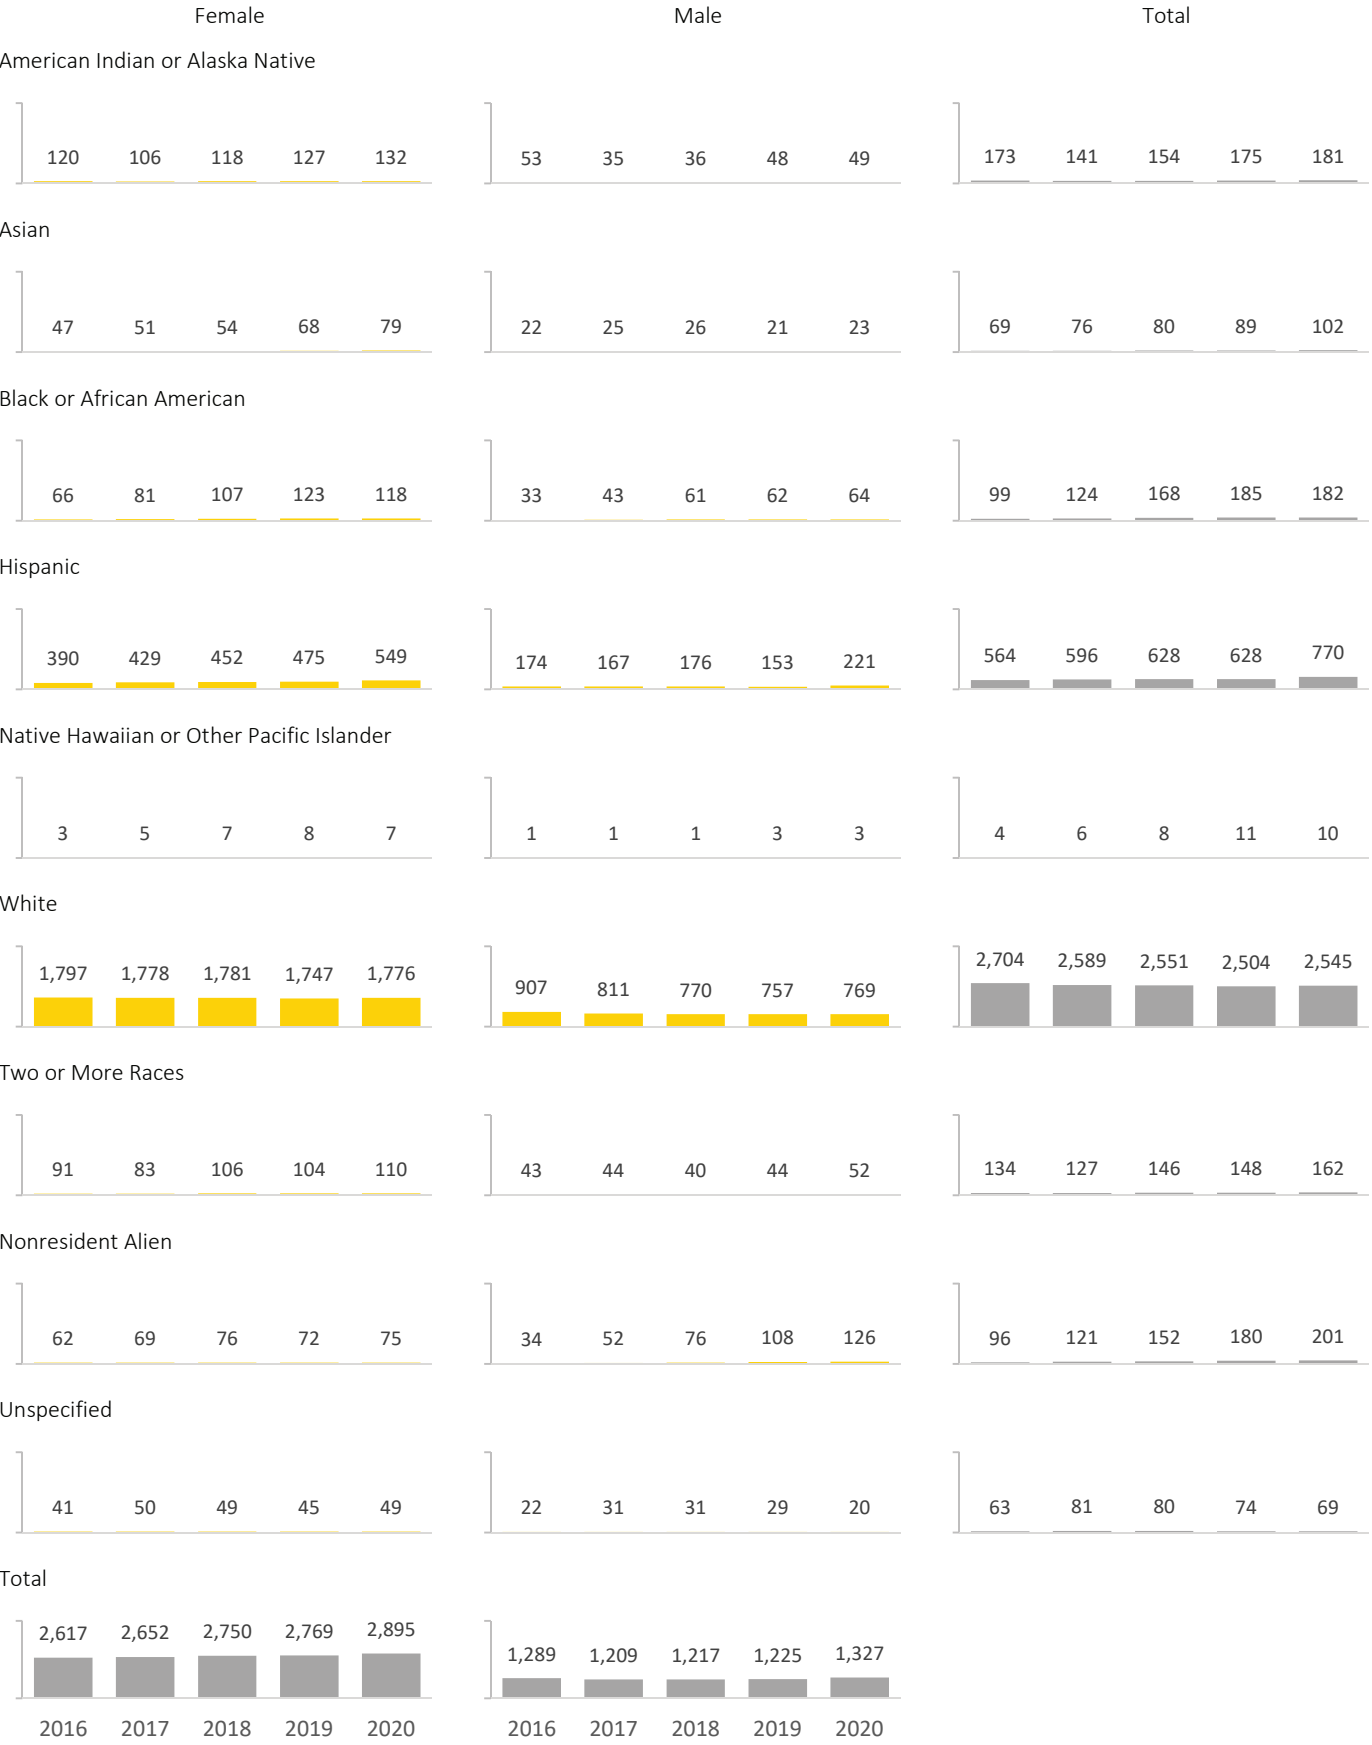 Female Male Total
American Indian or Alaska Native
120 106 118 127 132 53 35 36 48 49 173 141 154 175 181
Asian
47 51 54 68 79 22 25 26 21 23 69 76 80 89 102
Black or African American
66 81 107 123 118 33 43 61 62 64 99 124 168 185 182
Hispanic
390 429 452 475 549 174 167 176 153 221 564 596 628 628 770
Native Hawaiian or Other Pacific Islander
3 5 7 8 7 1 1 1 3 3 4 6 8 11 10
White
1,797 1,778 1,781 1,747 1,776 907 811 770 757 769 2,704 2,589 2,551 2,504 2,545
Two or More Races
91 83 106 104 110 43 44 40 44 52 134 127 146 148 162
Nonresident Alien
62 69 76 72 75 34 52 76 108 126 96 121 152 180 201
Unspecified
41 50 49 45 49 22 31 31 29 20 63 81 80 74 69
Total
2,617 2,652 2,750 2,769 2,895 1,289 1,209 1,217 1,225 1,327
2016 2017 2018 2019 2020 2016 2017 2018 2019 2020